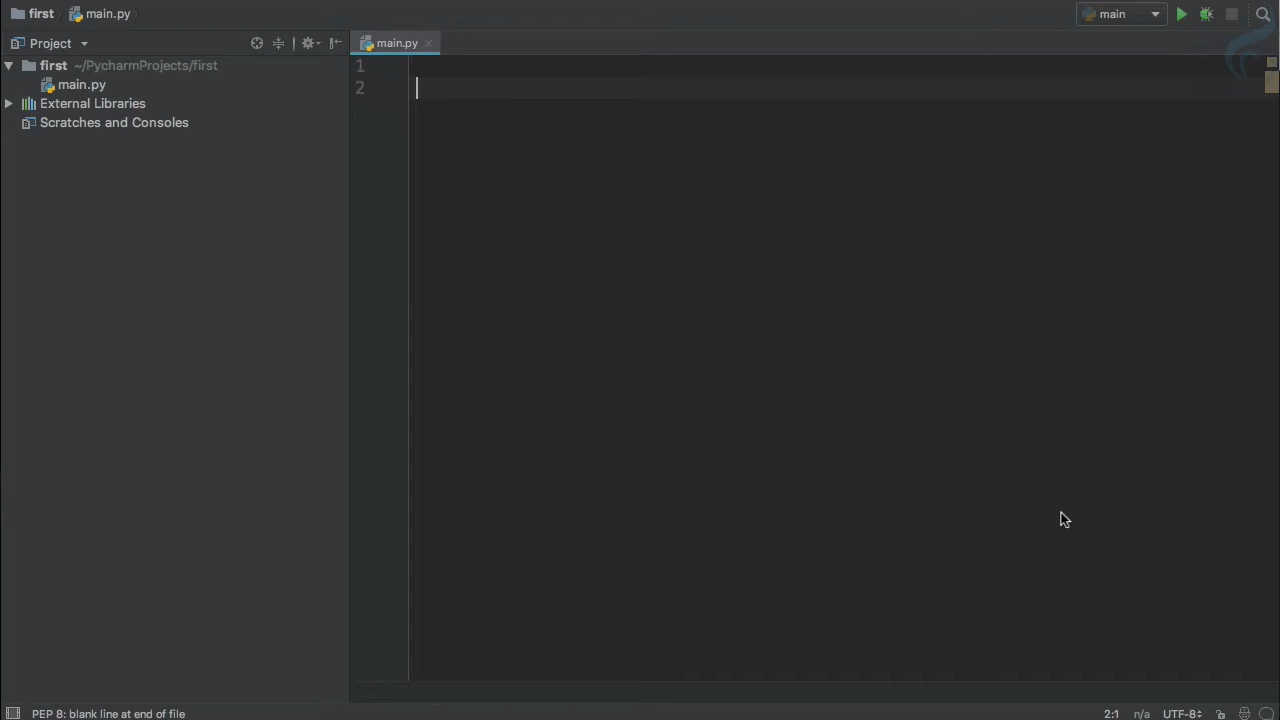 first main.py main
Project main.py
first ~/PycharmProjects/first 1
main.py 2
External Libraries
Scratches and Consoles
PEP 8: blank line at end of file 2:1 n/a UTF-8